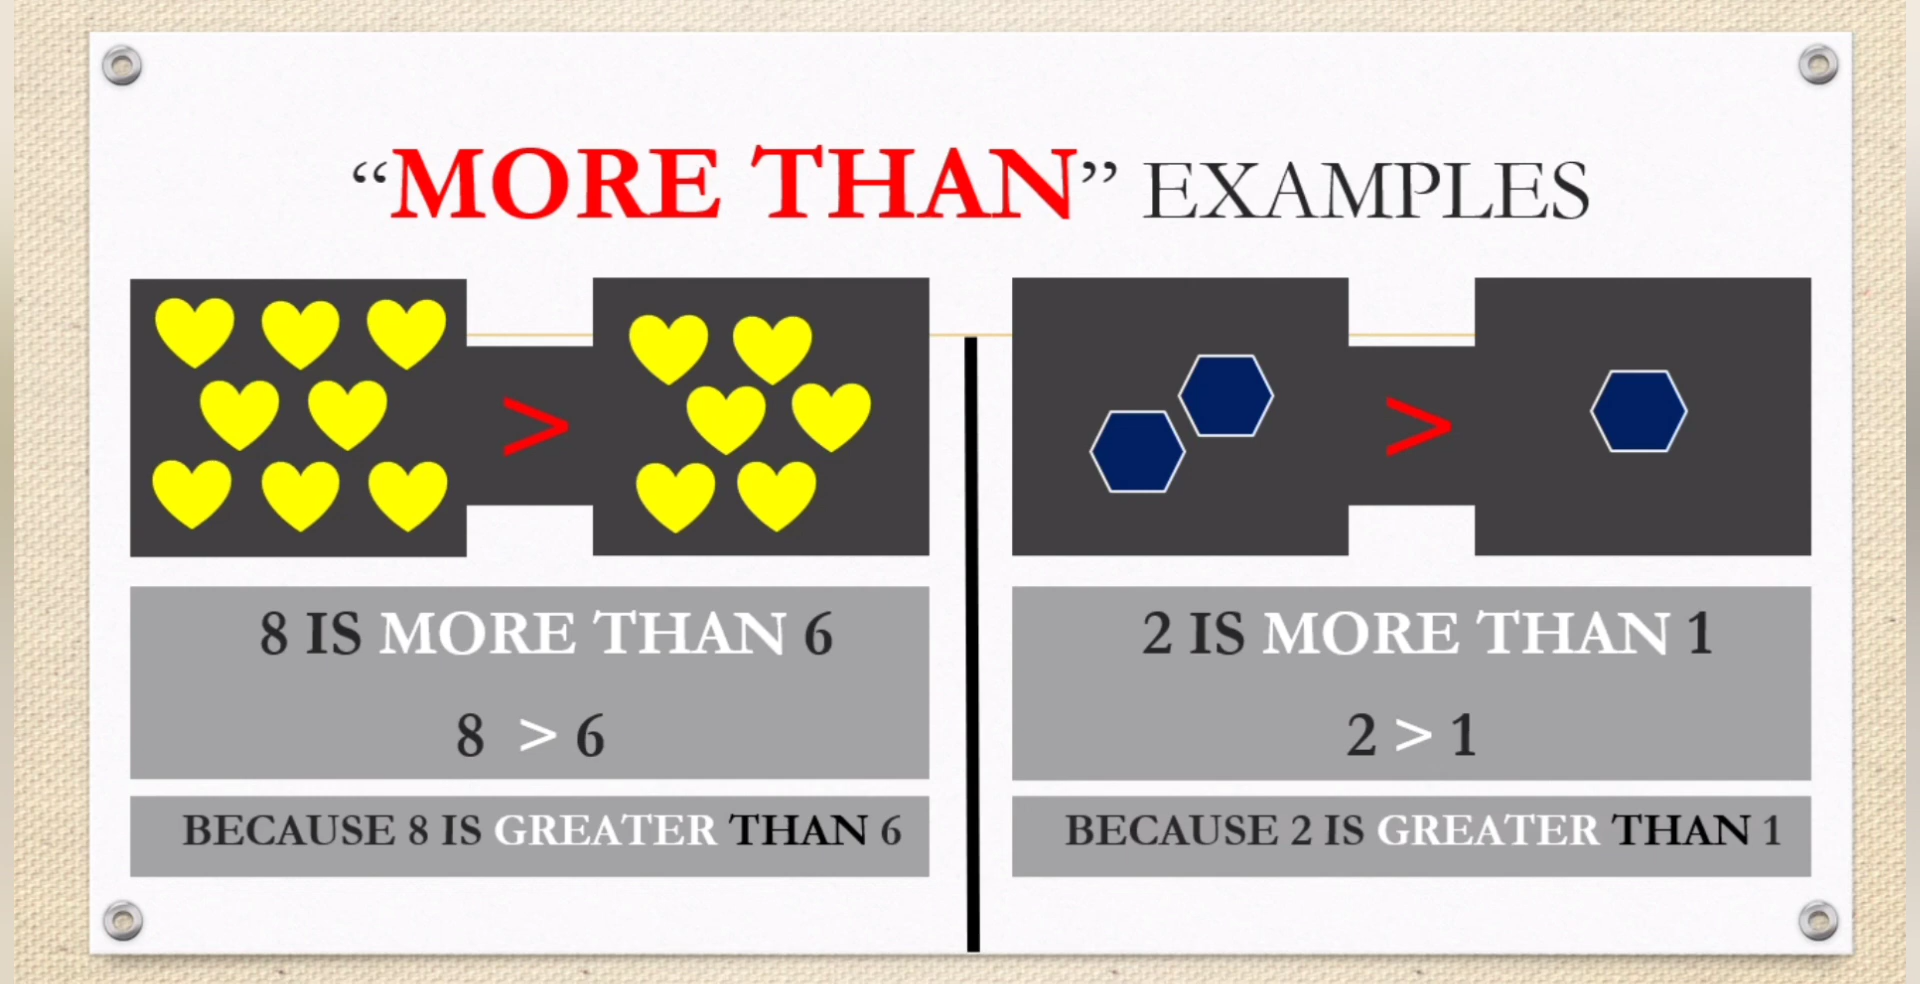 “MORE THAN” EXAMPLES
>
8 IS MORE THAN 6
8 > 6
BECAUSE 8 IS GREATER THAN 6
>
2 IS MORE THAN 1
2 > 1
BECAUSE 2 IS GREATER THAN 1